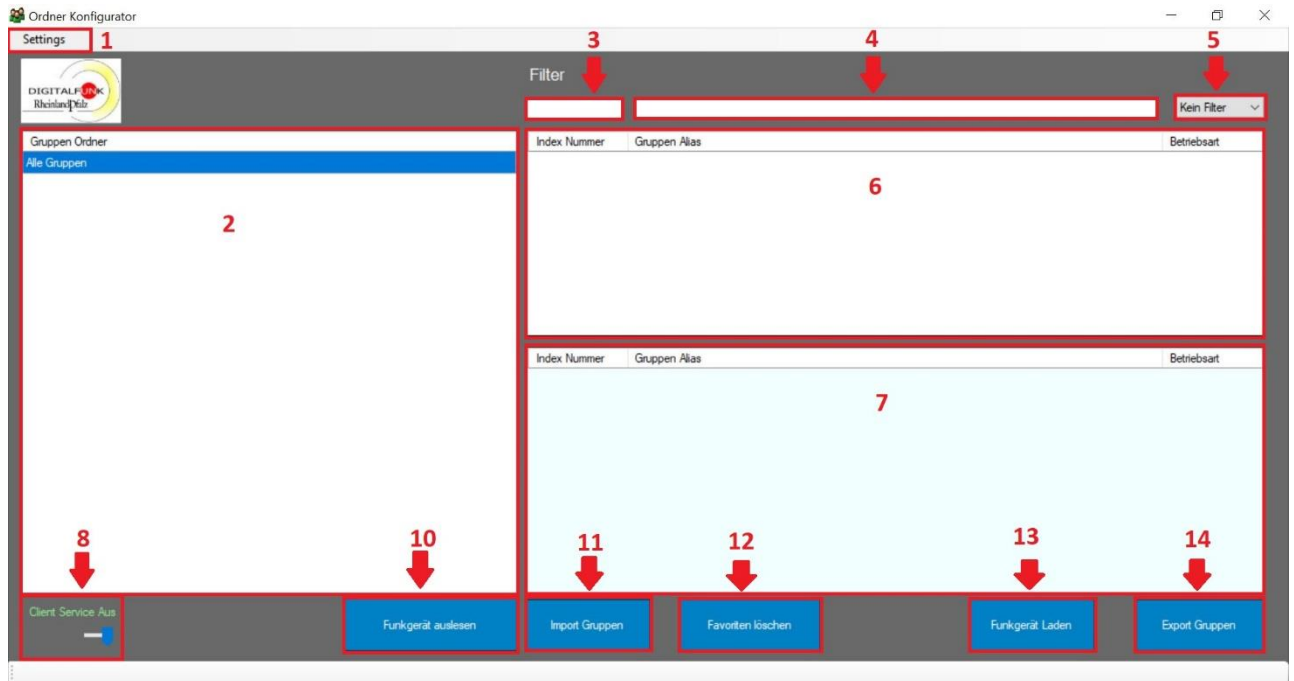 Ordner Konfigurator
Settings 1 3 4 5
DIGITALFUNK
RheinlandPfalz
Filter
Kein Filter
Gruppen Ordner
Alle Gruppen
2
Index Nummer Gruppen Alias Betriebsart
6
Index Nummer Gruppen Alias Betriebsart
7
8 10 11 12 13 14
Client Service Aus
Funkgerät auslesen
Import Gruppen
Favoriten löschen
Funkgerät Laden
Export Gruppen